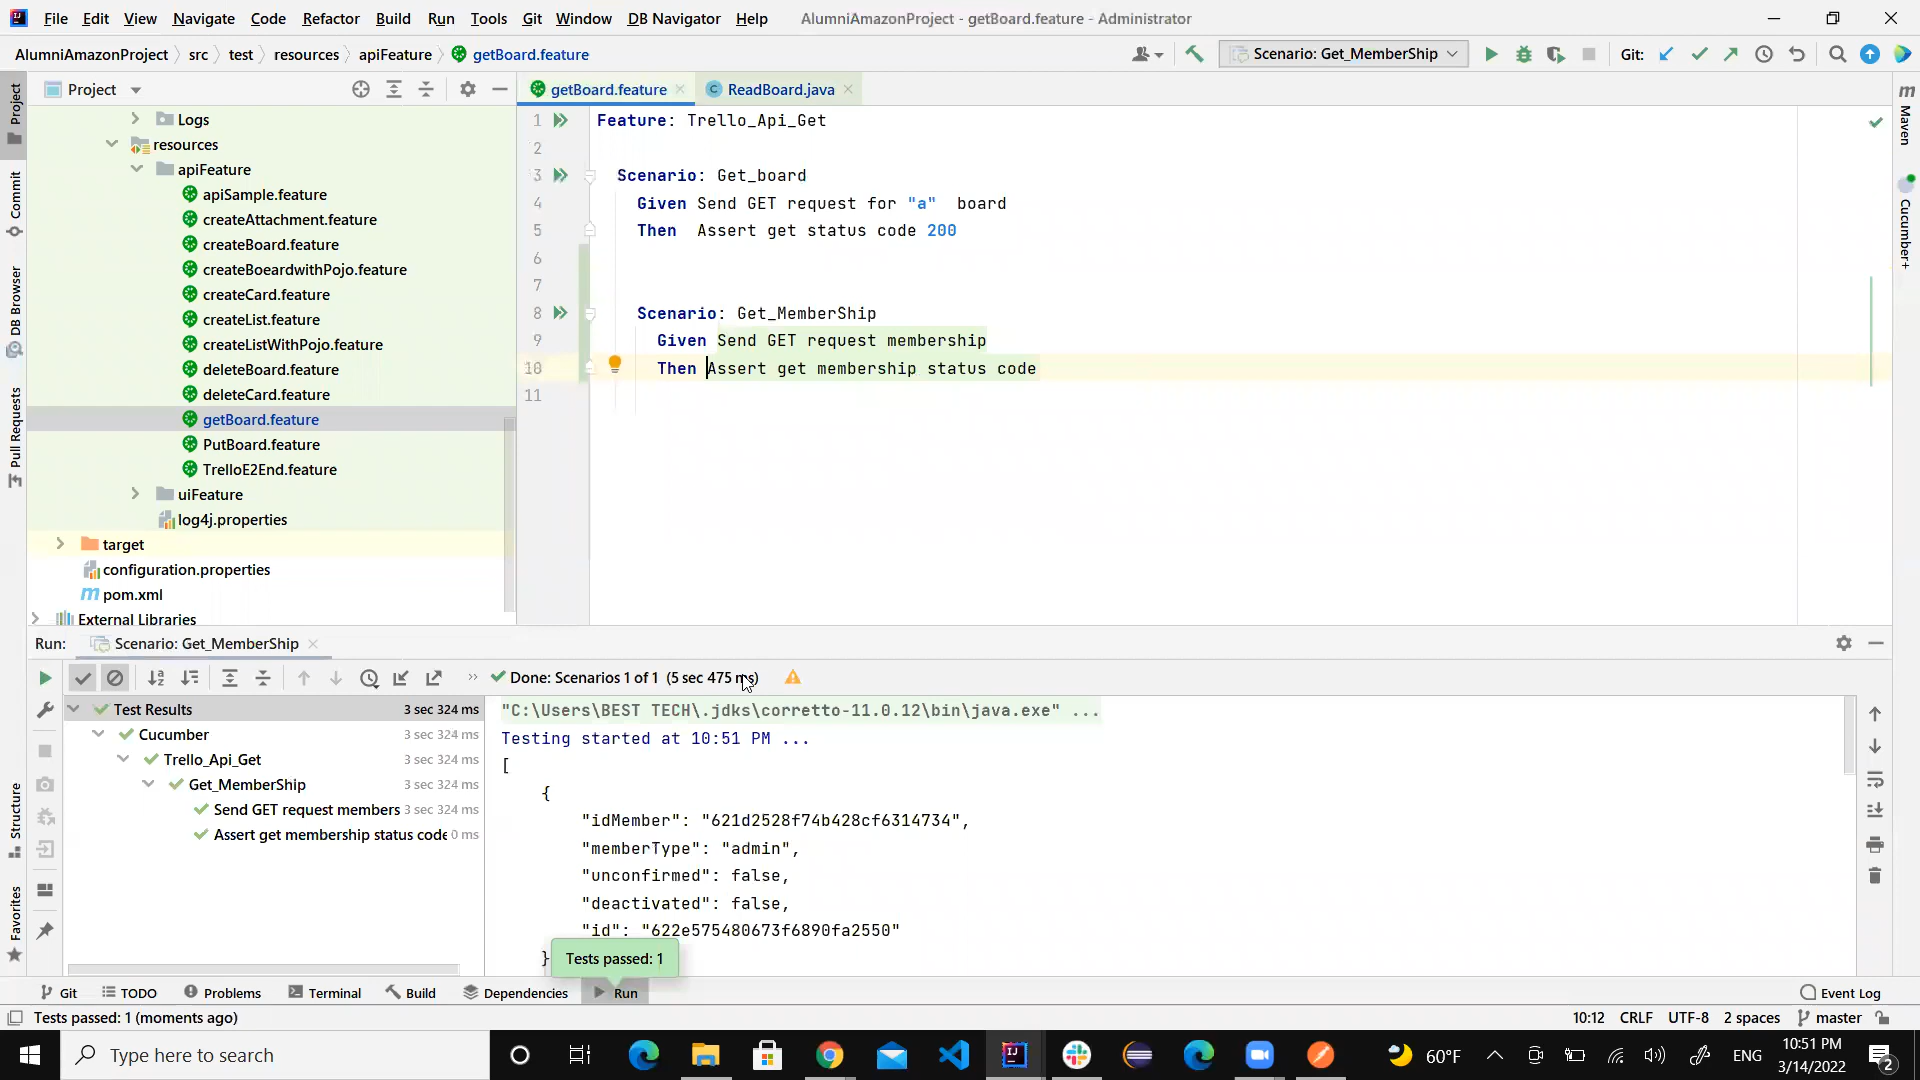 File Edit View Navigate Code Refactor Build Run Tools Git Window DB Navigator Help AlumniAmazonProject - getBoard.feature - Administrator
AlumniAmazonProject src test resources apiFeature getBoard.feature Scenario: Get_MemberShip Git:
Project
getBoard.feature ReadBoard.java
Logs
resources
apiFeature
apiSample.feature
createAttachment.feature
createBoard.feature
createBoeardwithPojo.feature
createCard.feature
createList.feature
createListWithPojo.feature
deleteBoard.feature
deleteCard.feature
getBoard.feature
PutBoard.feature
TrelloE2End.feature
uiFeature
log4j.properties
target
configuration.properties
pom.xml
External Libraries
Project
Commit
DB Browser
Pull Requests
Structure
Favorites
1 Feature: Trello_Api_Get
2
3 Scenario: Get_board
4 Given Send GET request for "a" board
5 Then Assert get status code 200
6
7
8 Scenario: Get_MemberShip
9 Given Send GET request membership
10 Then Assert get membership status code
11
Maven
Cucumber+
Run: Scenario: Get_MemberShip
Done: Scenarios 1 of 1 (5 sec 475 ms)
Test Results 3 sec 324 ms
Cucumber 3 sec 324 ms
Trello_Api_Get 3 sec 324 ms
Get_MemberShip 3 sec 324 ms
Send GET request members 3 sec 324 ms
Assert get membership status code 0 ms
"C:\Users\BEST TECH\.jdks\corretto-11.0.12\bin\java.exe" ...
Testing started at 10:51 PM ...
[
{
"idMember": "621d2528f74b428cf6314734",
"memberType": "admin",
"unconfirmed": false,
"deactivated": false,
"id": "622e575480673f6890fa2550"
}
Tests passed: 1
Git TODO Problems Terminal Build Dependencies Run Event Log
Tests passed: 1 (moments ago) 10:12 CRLF UTF-8 2 spaces master
Type here to search
60°F ENG 10:51 PM
3/14/2022
2